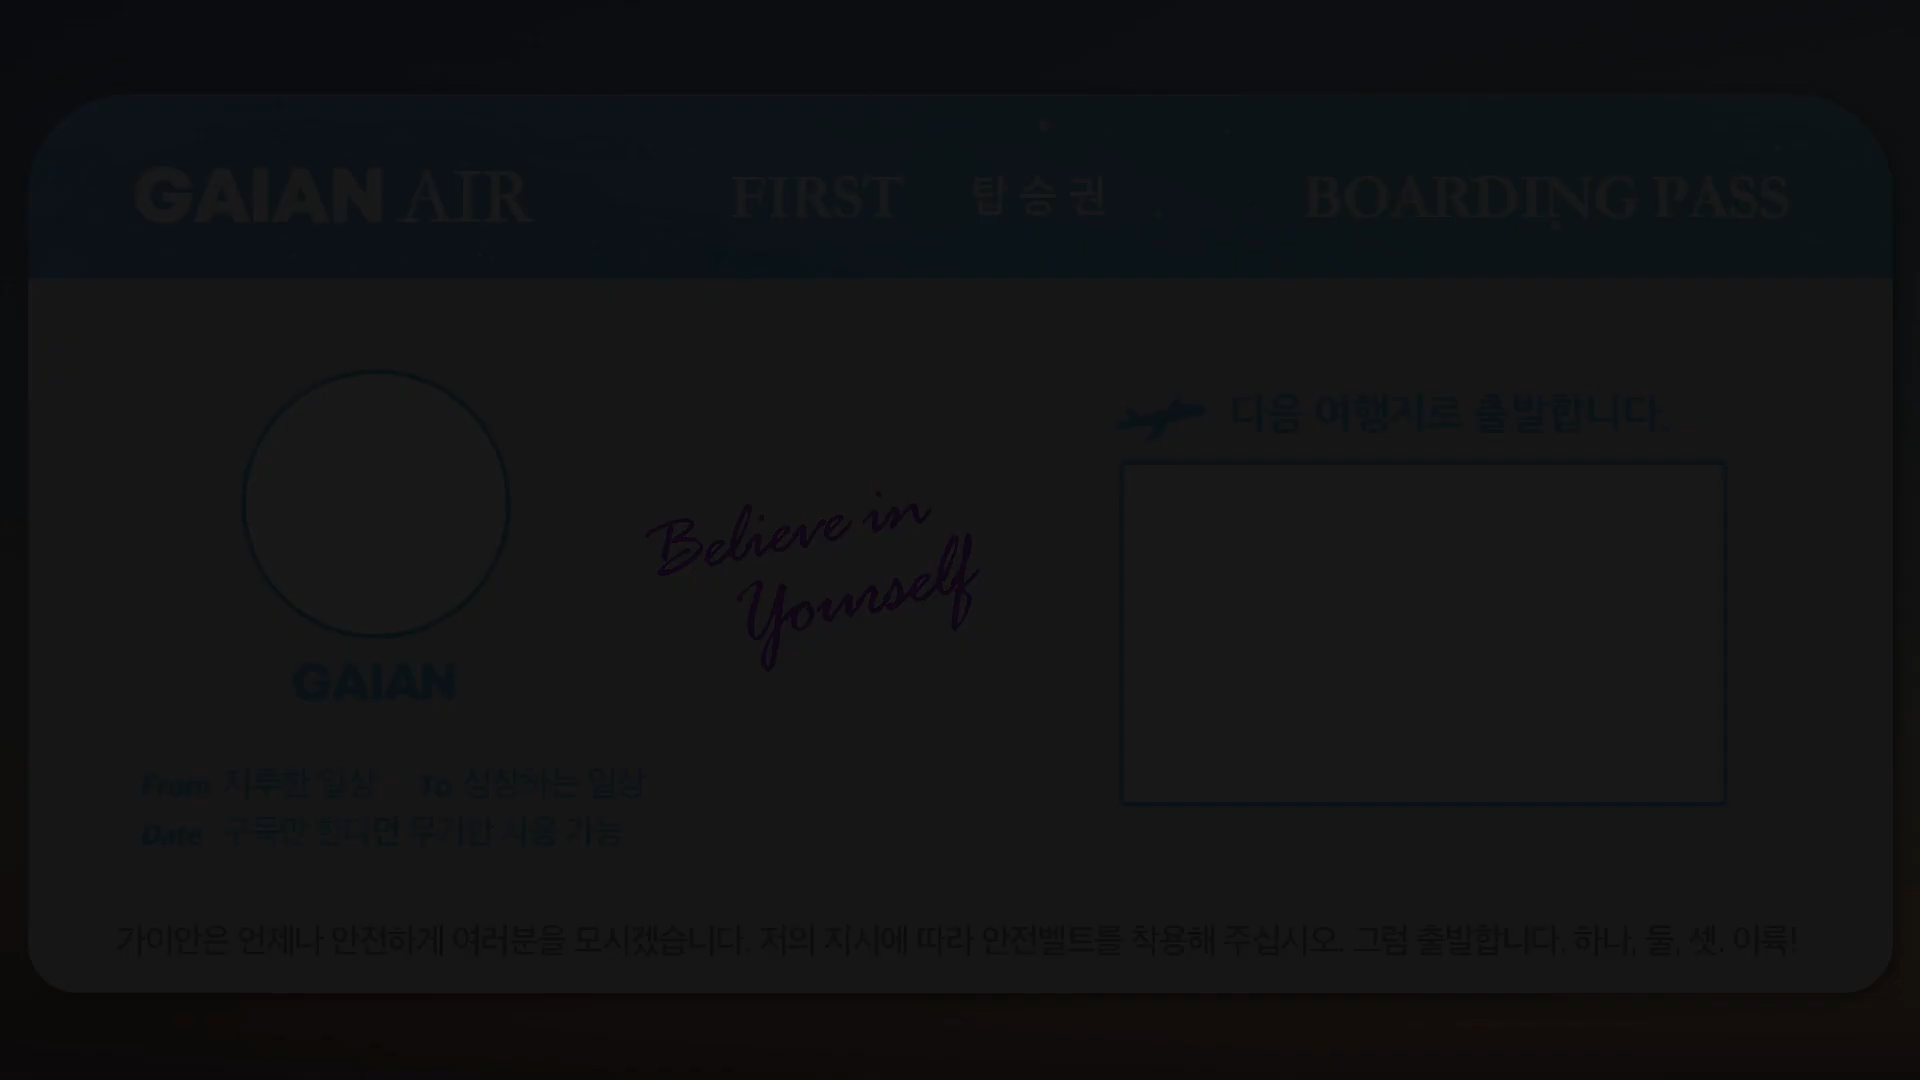 GAIAN AIR FIRST 탑승권 BOARDING PASS
다음 여행지로 출발합니다.
Believe in
Yourself
GAIAN
From 지루한 일상 To 성장하는 일상
Date 구독만 한다면 무기한 사용 가능
가이안은 언제나 안전하게 여러분을 모시겠습니다. 저의 지시에 따라 안전벨트를 착용해 주십시오. 그럼 출발합니다. 하나, 둘, 셋. 이륙!